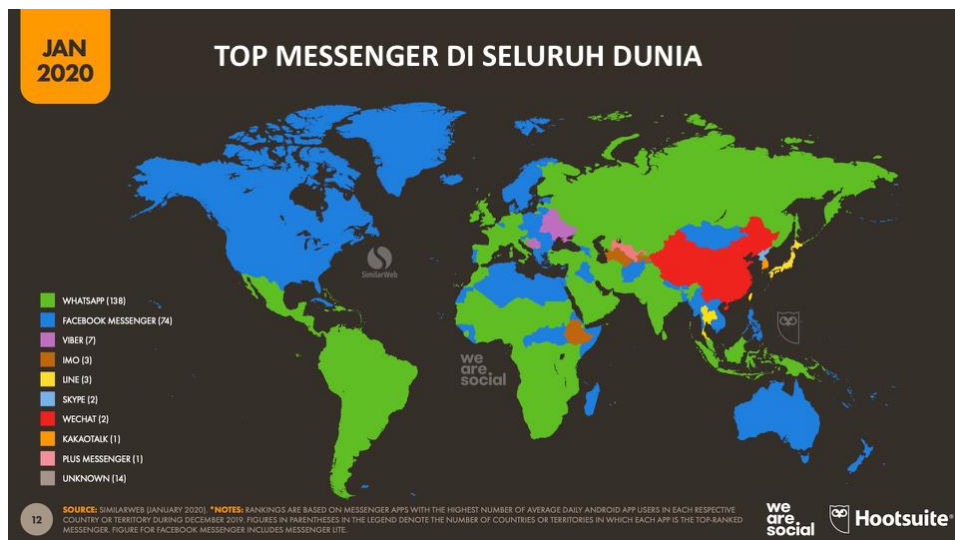 JAN
2020
TOP MESSENGER DI SELURUH DUNIA
SimilarWeb
WHATSAPP (138)
FACEBOOK MESSENGER (74)
VIBER (7)
IMO (3)
LINE (3)
SKYPE (2)
WECHAT (2)
KAKAOTALK (1)
PLUS MESSENGER (1)
UNKNOWN (14)
we
are
social
12
SOURCE: SIMILARWEB (JANUARY 2020). *NOTES: RANKINGS ARE BASED ON MESSENGER APPS WITH THE HIGHEST NUMBER OF AVERAGE DAILY ANDROID APP USERS IN EACH RESPECTIVE
COUNTRY OR TERRITORY DURING DECEMBER 2019. FIGURES IN PARENTHESES IN THE LEGEND DENOTE THE NUMBER OF COUNTRIES OR TERRITORIES IN WHICH EACH APP IS THE TOP-RANKED
MESSENGER. FIGURE FOR FACEBOOK MESSENGER INCLUDES MESSENGER LITE.
we
are
social
Hootsuite®